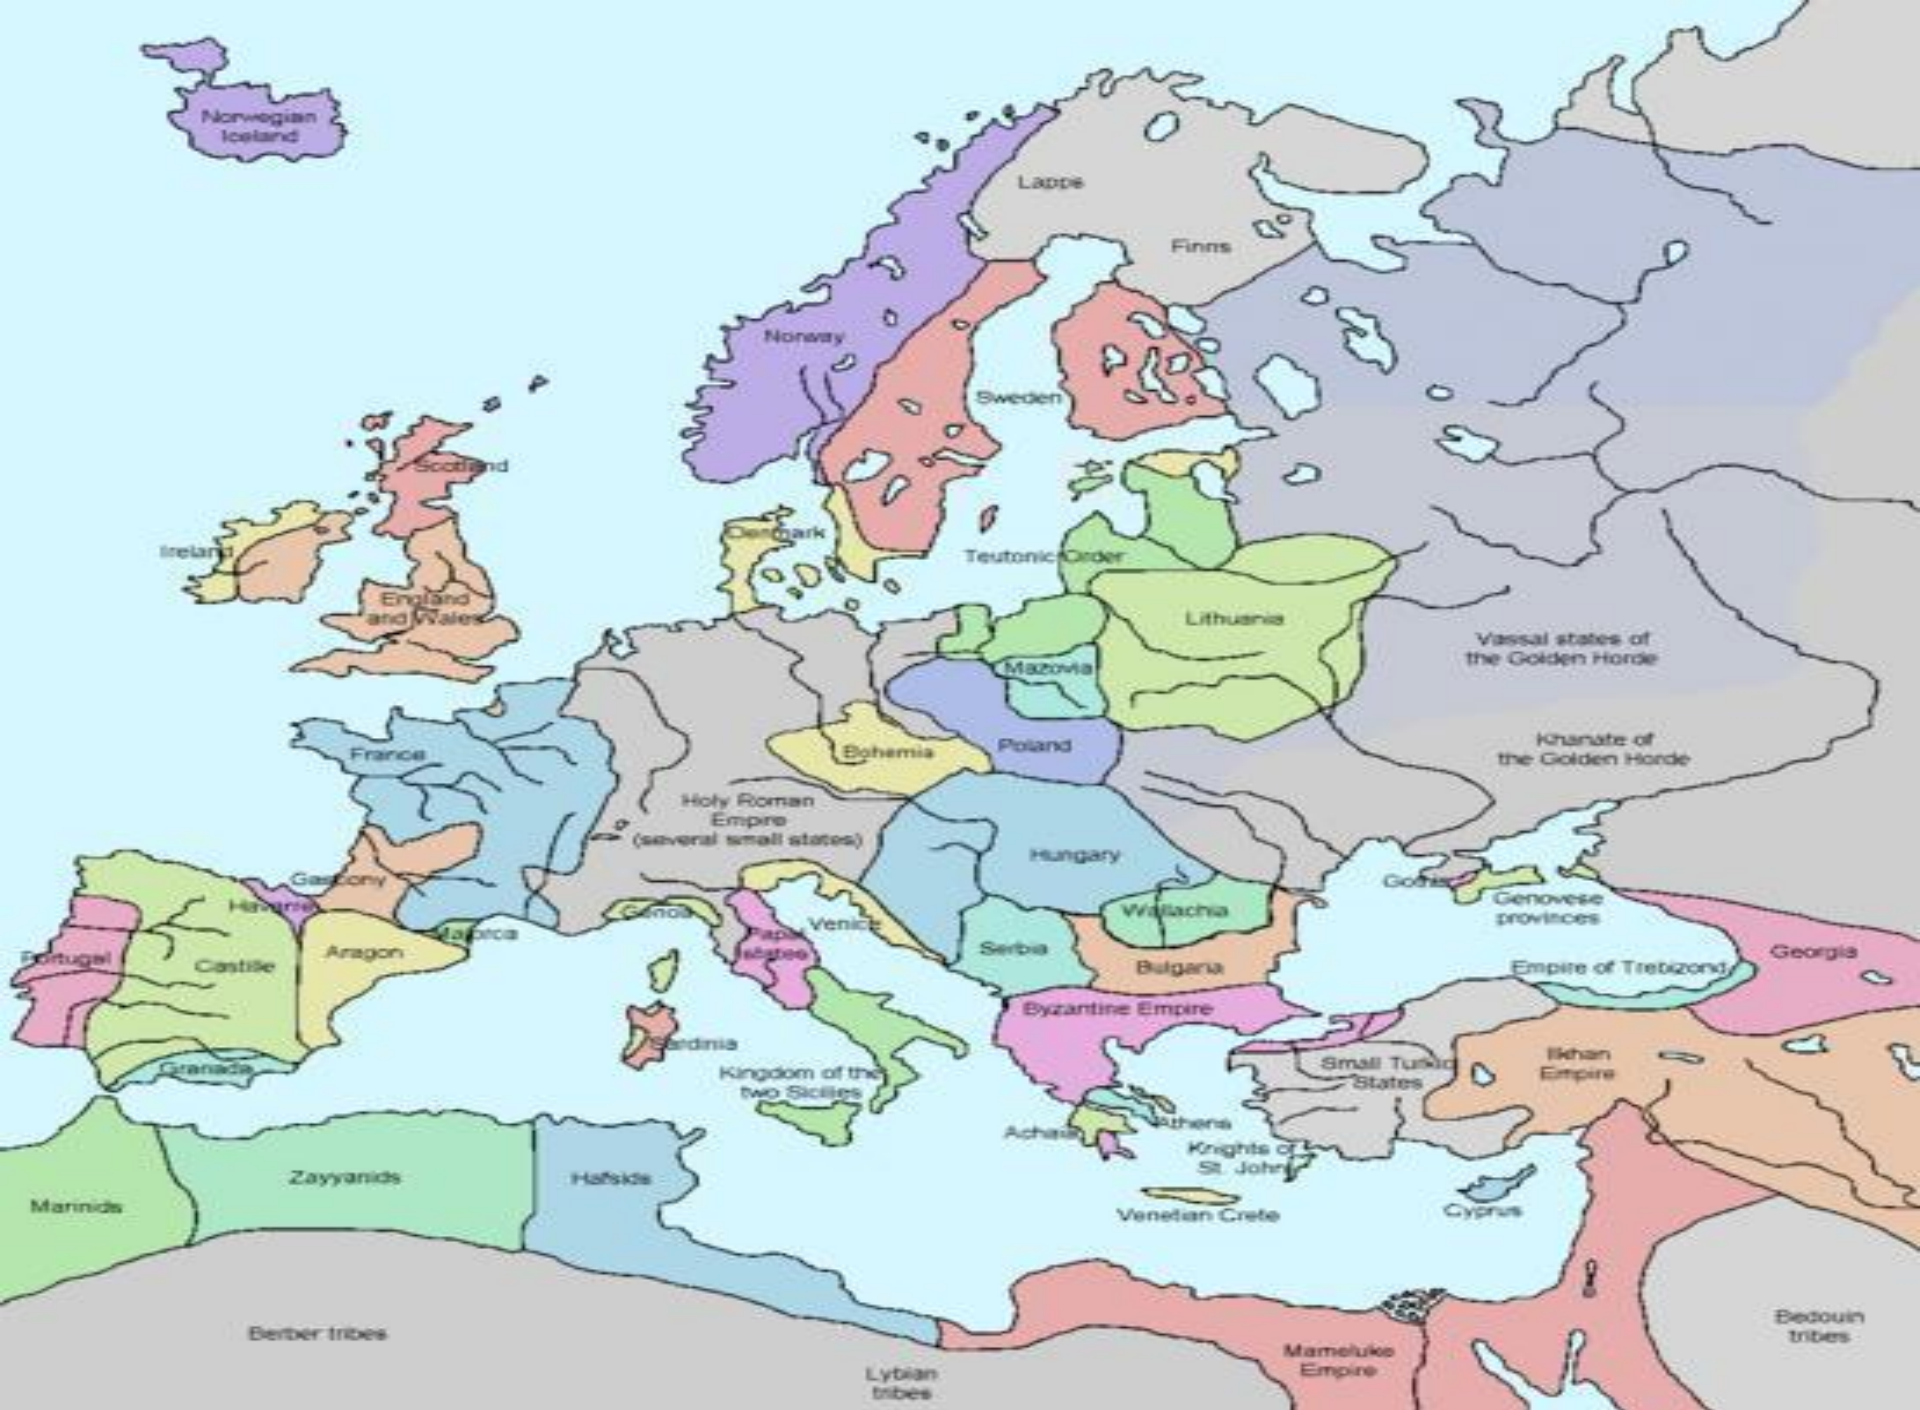 Norwegian
Iceland
Lapps
Finns
Norway
Sweden
Scotland
Ireland
Denmark
Teutonic Order
England
and Wales
Lithuania
Vassal states of
the Golden Horde
Mazovia
France
Bohemia
Poland
Khanate of
the Golden Horde
Holy Roman
Empire
(several small states)
Hungary
Gascony
Gothia
Genovese
provinces
Navarre
Genoa
Wallachia
Majorca
Venice
Papal
states
Portugal
Castille
Aragon
Serbia
Bulgaria
Georgia
Empire of Trebizond
Byzantine Empire
Sardinia
Granada
Kingdom of the
two Sicilies
Small Turkic
States
Ilkhan
Empire
Achaia
Athens
Knights of
St. John
Marinids
Zayyanids
Hafsids
Venetian Crete
Cyprus
Berber tribes
Lybian
tribes
Mameluke
Empire
Bedouin
tribes